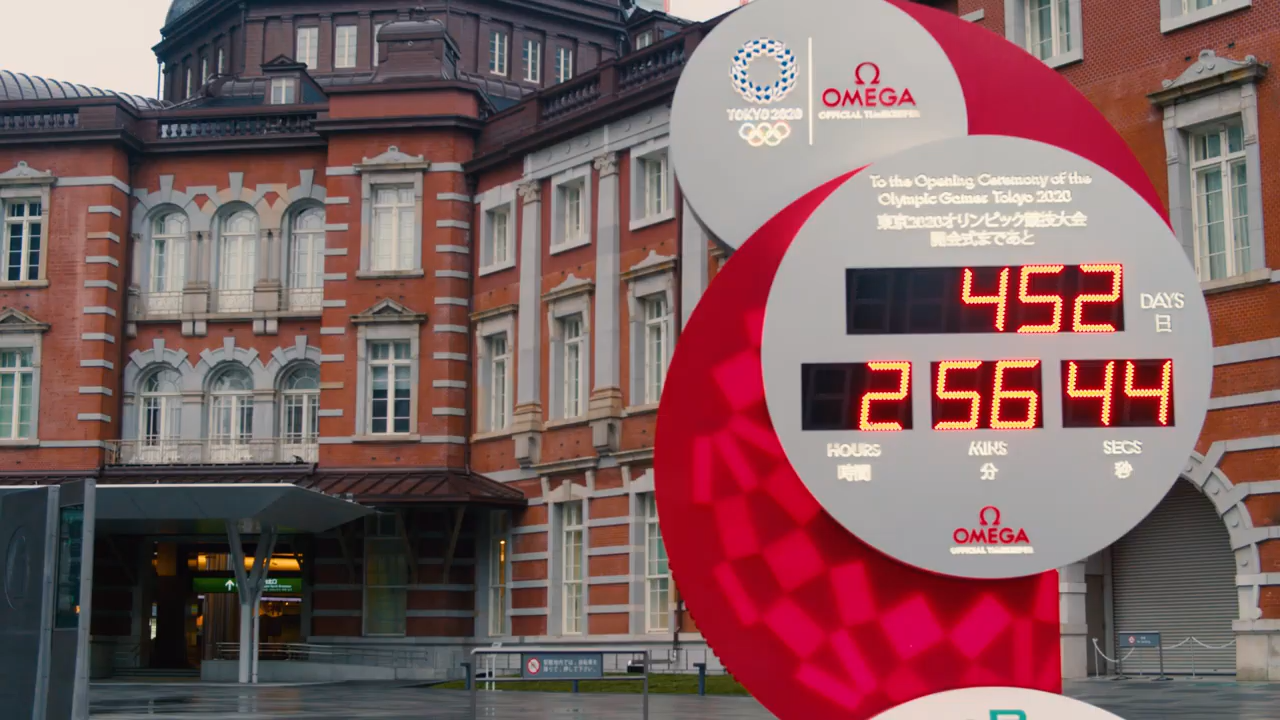 TOKYO 2020
OMEGA
OFFICIAL TIMEKEEPER
To the Opening Ceremony of the
Olympic Games Tokyo 2020
東京2020オリンピック競技大会
開会式まであと
452
DAYS
日
2 56 44
HOURS MINS SECS
時間 分 秒
OMEGA
OFFICIAL TIMEKEEPER